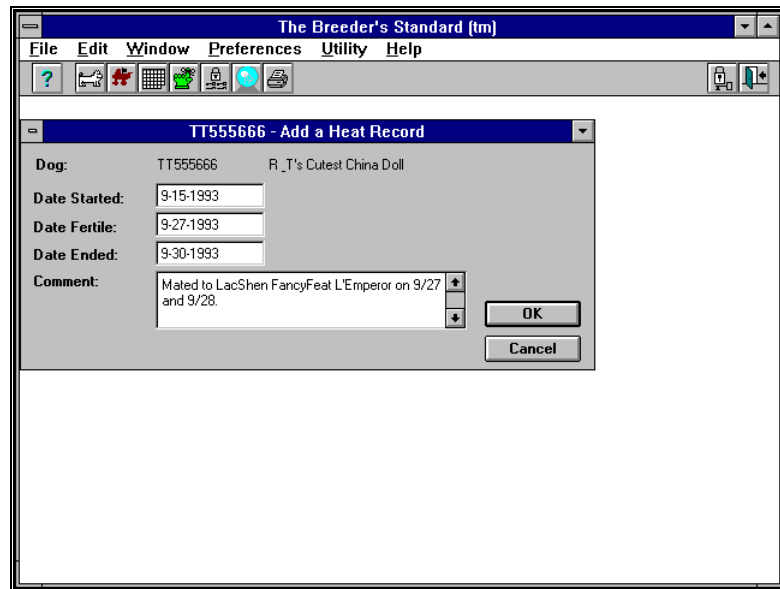 The Breeder's Standard (tm)
File Edit Window Preferences Utility Help
?
TT555666 - Add a Heat Record
Dog: TT555666 R_T's Cutest China Doll
Date Started: 9-15-1993
Date Fertile: 9-27-1993
Date Ended: 9-30-1993
Comment: Mated to LacShen FancyFeat L'Emperor on 9/27
and 9/28.
OK
Cancel